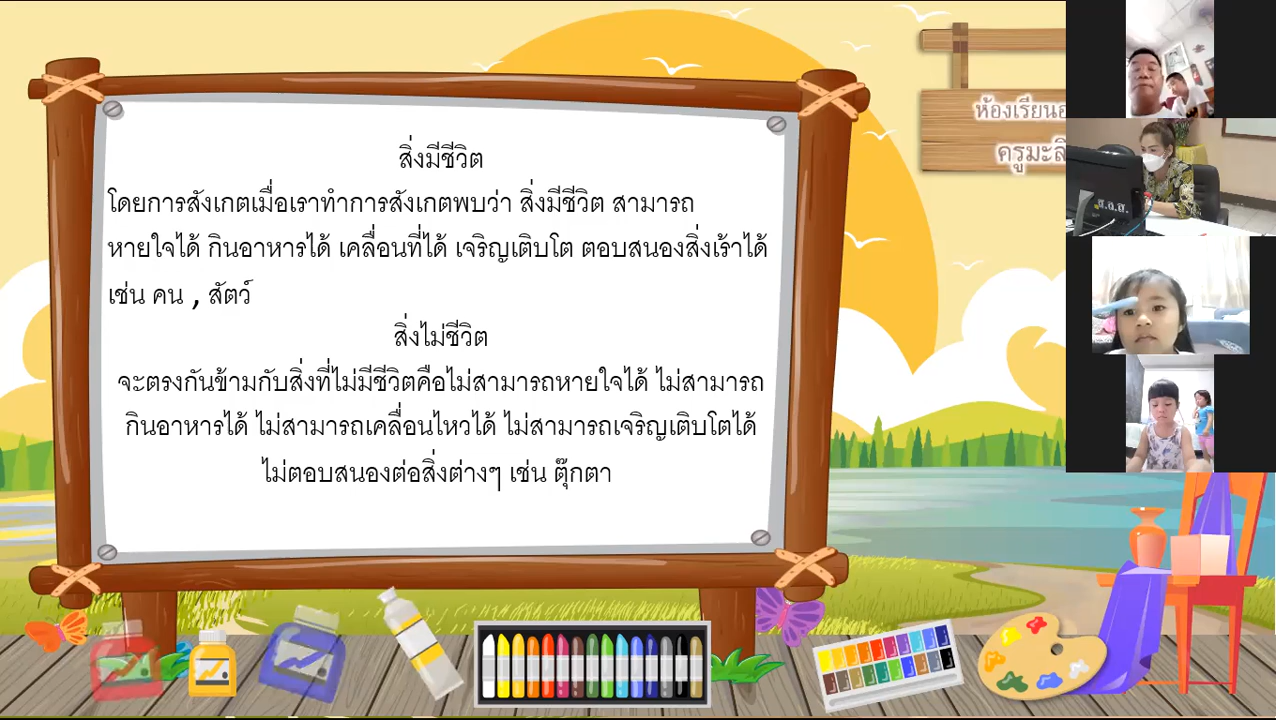 สิ่งมีชีวิต
โดยการสังเกตเมื่อเราทำการสังเกตพบว่า สิ่งมีชีวิต สามารถ
หายใจได้ กินอาหารได้ เคลื่อนที่ได้ เจริญเติบโต ตอบสนองสิ่งเร้าได้
เช่น คน , สัตว์
สิ่งไม่ชีวิต
จะตรงกันข้ามกับสิ่งที่ไม่มีชีวิตคือไม่สามารถหายใจได้ ไม่สามารถ
กินอาหารได้ ไม่สามารถเคลื่อนไหวได้ ไม่สามารถเจริญเติบโตได้
ไม่ตอบสนองต่อสิ่งต่างๆ เช่น ตุ๊กตา
ห้องเรียน
ครูมะลิ